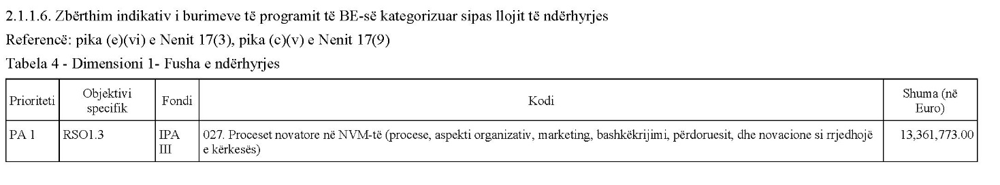 2.1.1.6. Zbërthim indikativ i burimeve të programit të BE-së kategorizuar sipas llojit të ndërhyrjes
Referencë: pika (e)(vi) e Nenit 17(3), pika (c)(v) e Nenit 17(9)
Tabela 4 - Dimensioni 1- Fusha e ndërhyrjes
Prioriteti
Objektivi
specifik
Fondi
Kodi
Shuma (në
Euro)
PA 1
RSO1.3
IPA
III
027. Proceset novatore në NVM-të (procese, aspekti organizativ, marketing, bashkëkrijimi, përdoruesit, dhe novacione si rrjedhojë
e kërkesës)
13,361,773.00